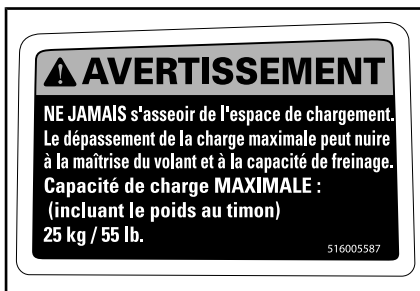 AVERTISSEMENT
NE JAMAIS s'asseoir de l'espace de chargement.
Le dépassement de la charge maximale peut nuire
à la maîtrise du volant et à la capacité de freinage.
Capacité de charge MAXIMALE :
(incluant le poids au timon)
25 kg / 55 lb.
516005587